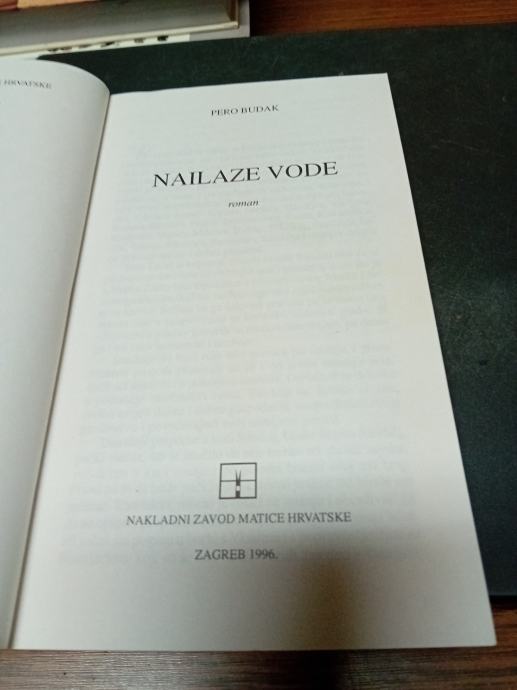 HRVATSKE
PERO BUDAK
NAILAZE VODE
roman
NAKLADNI ZAVOD MATICE HRVATSKE
ZAGREB 1996.